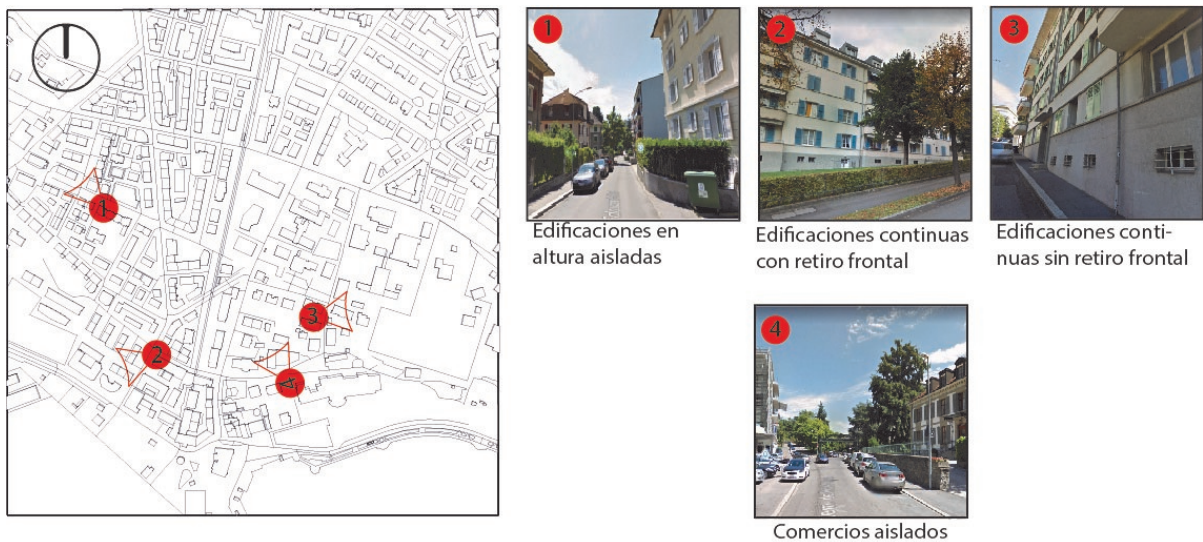 1
2
3
4
1
Edificaciones en
altura aisladas
2
Edificaciones continuas
con retiro frontal
3
Edificaciones conti-
nuas sin retiro frontal
4
Comercios aislados